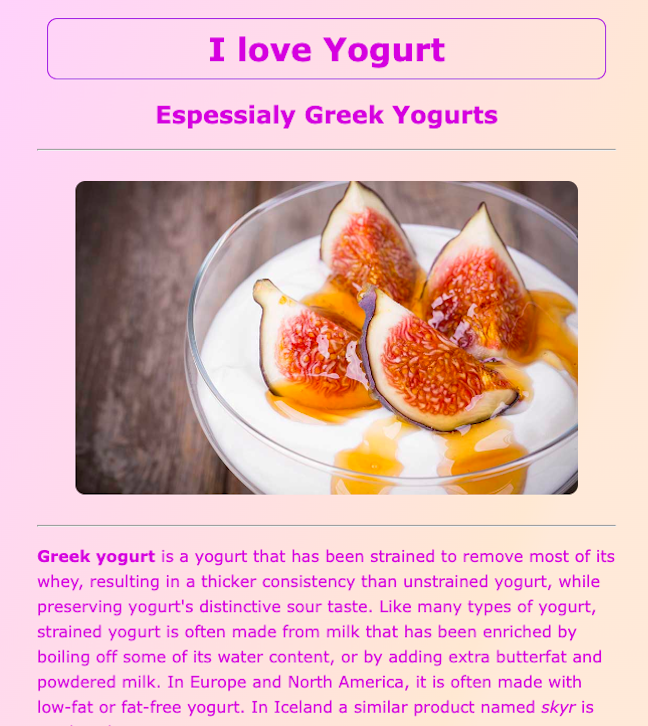 I love Yogurt
Espessialy Greek Yogurts
Greek yogurt is a yogurt that has been strained to remove most of its
whey, resulting in a thicker consistency than unstrained yogurt, while
preserving yogurt's distinctive sour taste. Like many types of yogurt,
strained yogurt is often made from milk that has been enriched by
boiling off some of its water content, or by adding extra butterfat and
powdered milk. In Europe and North America, it is often made with
low-fat or fat-free yogurt. In Iceland a similar product named skyr is